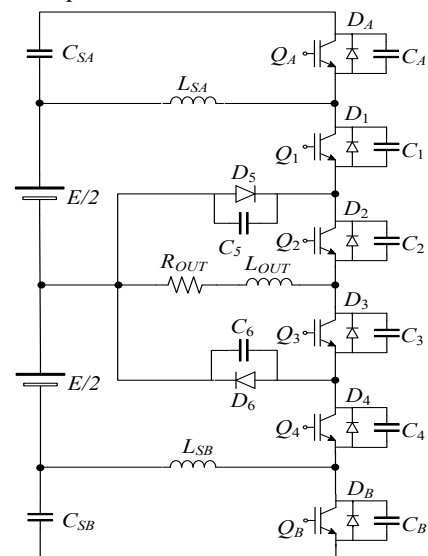 D_A
C_SA
Q_A
C_A
L_SA
D_1
Q_1
C_1
E/2
D_5
D_2
C_5
Q_2
C_2
R_OUT
L_OUT
D_3
C_6
Q_3
C_3
E/2
D_6
D_4
Q_4
C_4
L_SB
D_B
C_SB
Q_B
C_B